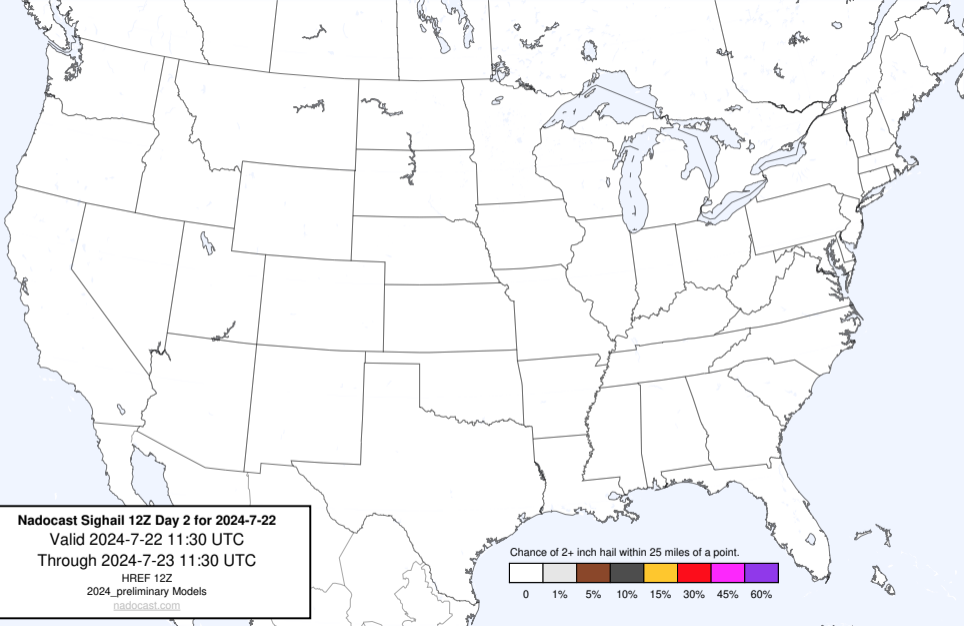 Nadocast Sighail 12Z Day 2 for 2024-7-22
Valid 2024-7-22 11:30 UTC
Through 2024-7-23 11:30 UTC
HREF 12Z
2024_preliminary Models
nadocast.com
Chance of 2+ inch hail within 25 miles of a point.
0 1% 5% 10% 15% 30% 45% 60%